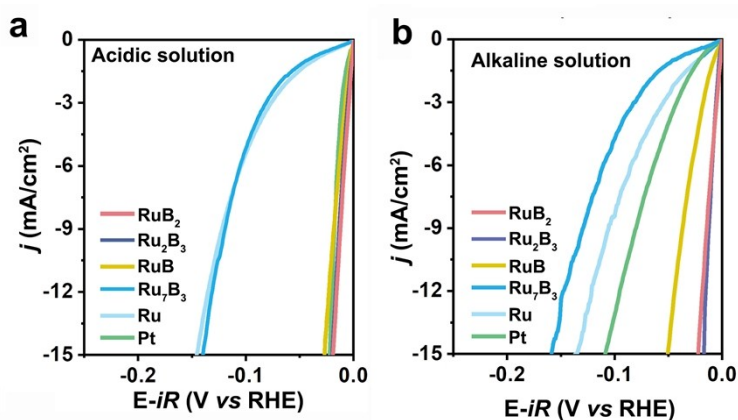 a
Acidic solution
0
-3
-6
-9
-12
-15
j (mA/cm²)
RuB₂
Ru₂B₃
RuB
Ru₇B₃
Ru
Pt
-0.2
-0.1
0.0
E-iR (V vs RHE)
b
Alkaline solution
0
-3
-6
-9
-12
-15
j (mA/cm²)
RuB₂
Ru₂B₃
RuB
Ru₇B₃
Ru
Pt
-0.2
-0.1
0.0
E-iR (V vs RHE)